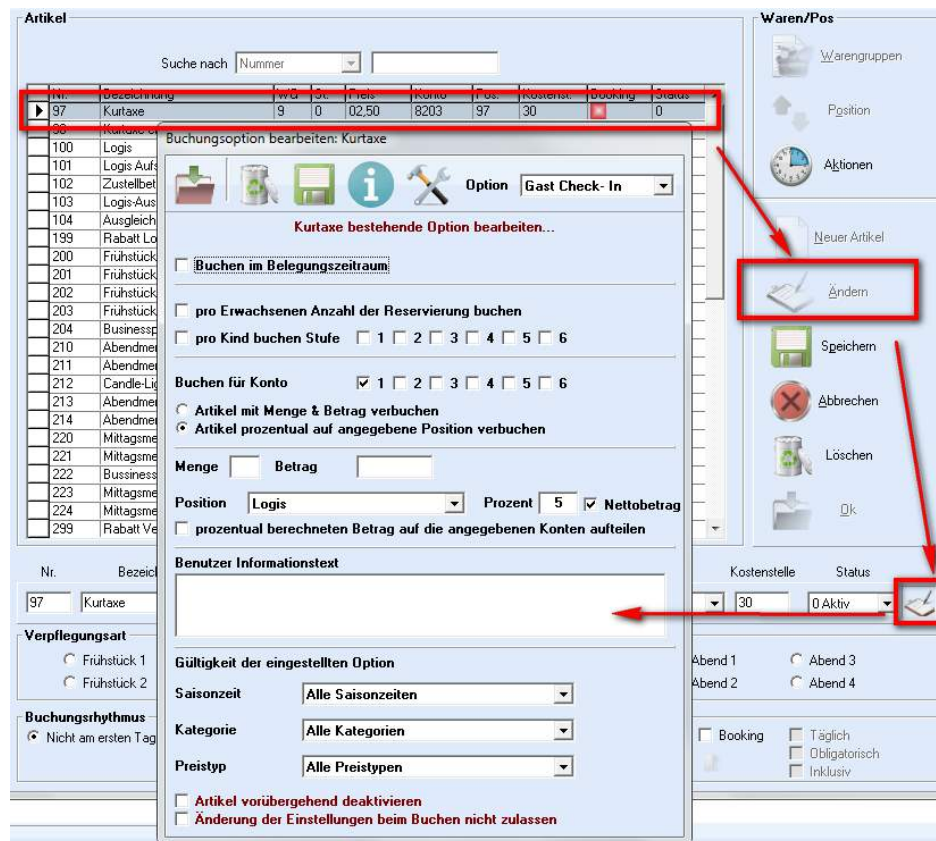 Artikel
Suche nach Nummer
Nr. Bezeichnung WG St. Preis Konto Pos. Kostenst. Booking Status
97 Kurtaxe 9 0 02,50 8203 97 30 0
98
100 Logis
101 Logis Aufs
102 Zustellbet
103 Logis-Aus
104 Ausgleich
199 Rabatt Lo
200 Frühstück
201 Frühstück
202 Frühstück
203 Frühstück
204 Businessp
210 Abendmer
211 Abendmer
212 Candle-Lig
213 Abendmer
214 Abendmer
220 Mittagsme
221 Mittagsme
222 Bussiness
223 Mittagsme
224 Mittagsme
299 Rabatt Ve
Buchungsoption bearbeiten: Kurtaxe
Option Gast Check- In
Kurtaxe bestehende Option bearbeiten...
Buchen im Belegungszeitraum
pro Erwachsenen Anzahl der Reservierung buchen
pro Kind buchen Stufe 1 2 3 4 5 6
Buchen für Konto 1 2 3 4 5 6
Artikel mit Menge & Betrag verbuchen
Artikel prozentual auf angegebene Position verbuchen
Menge Betrag
Position Logis Prozent 5 Nettobetrag
prozentual berechneten Betrag auf die angegebenen Konten aufteilen
Benutzer Informationstext
Gültigkeit der eingestellten Option
Saisonzeit Alle Saisonzeiten
Kategorie Alle Kategorien
Preistyp Alle Preistypen
Artikel vorübergehend deaktivieren
Änderung der Einstellungen beim Buchen nicht zulassen
Waren/Pos
Warengruppen
Position
Aktionen
Neuer Artikel
Ändern
Speichern
Abbrechen
Löschen
Ok
Nr. Bezeic Kostenstelle Status
97 Kurtaxe 30 0 Aktiv
Verpflegungsart
Frühstück 1 Abend 1 Abend 3
Frühstück 2 Abend 2 Abend 4
Buchungsrhythmus
Nicht am ersten Tag Booking Täglich
Obligatorisch
Inklusiv